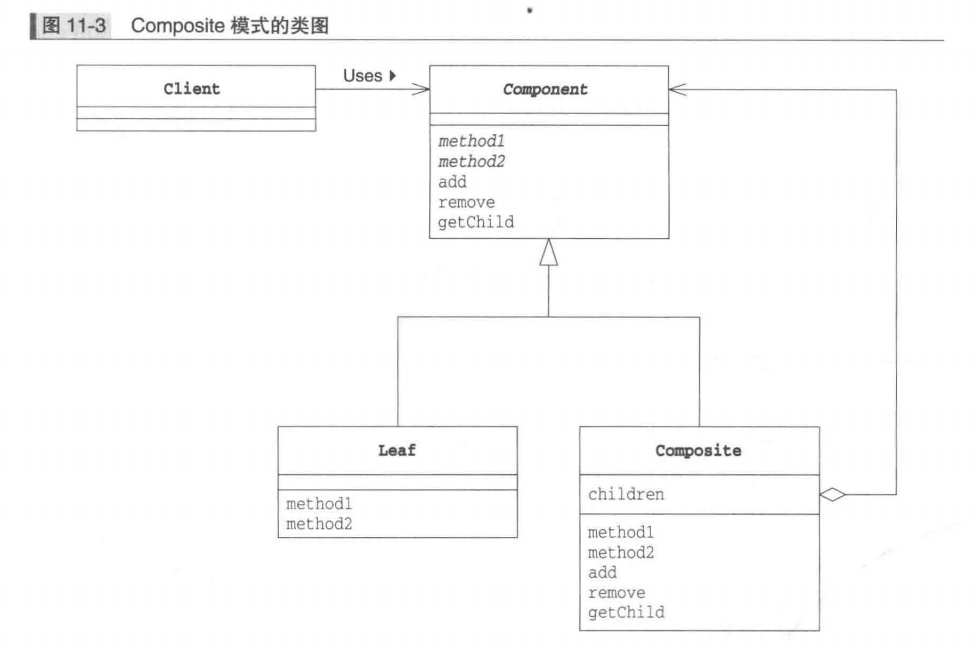 图 11-3 Composite 模式的类图
Client
Uses
Component
method1
method2
add
remove
getChild
Leaf
method1
method2
Composite
children
method1
method2
add
remove
getChild